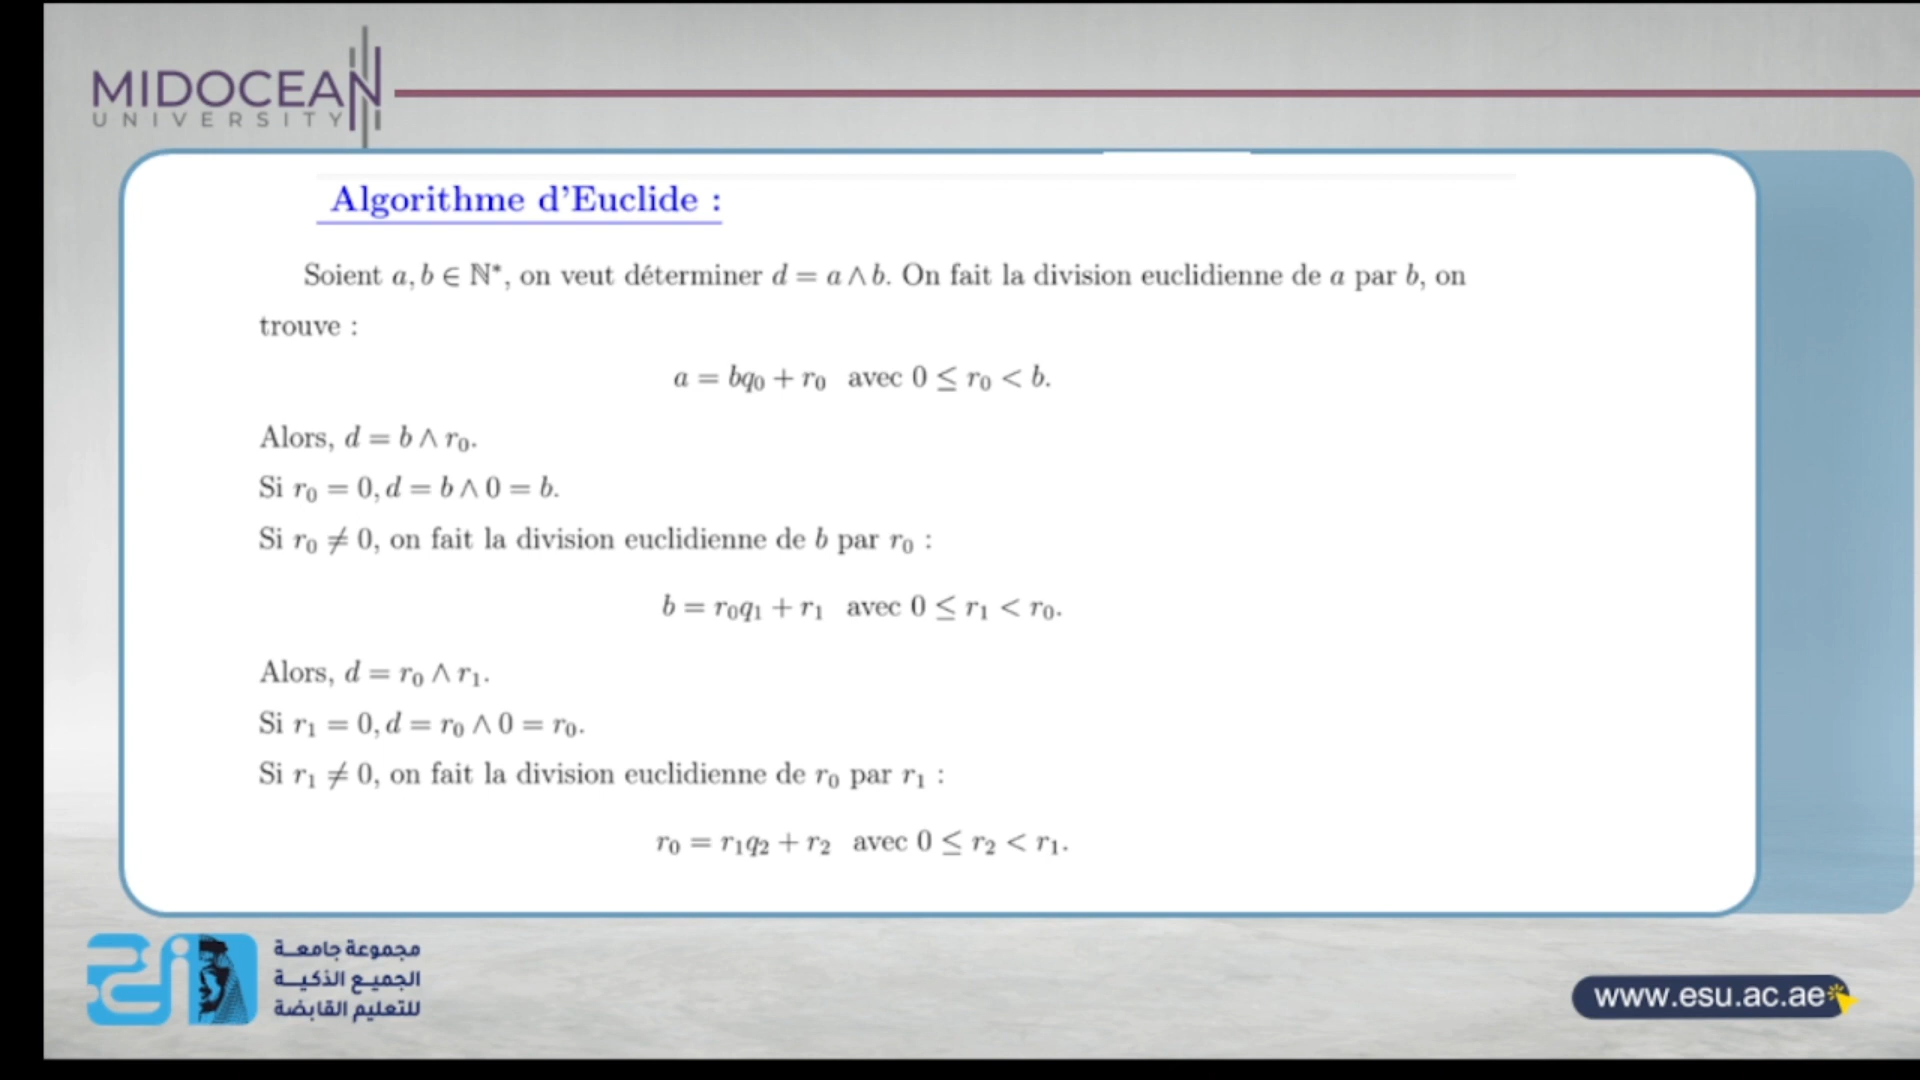 MIDOCEAN
UNIVERSITY
Algorithme d'Euclide :
Soient a, b ∈ ℕ*, on veut déterminer d = a ∧ b. On fait la division euclidienne de a par b, on
trouve :
a = bq₀ + r₀ avec 0 ≤ r₀ < b.
Alors, d = b ∧ r₀.
Si r₀ = 0, d = b ∧ 0 = b.
Si r₀ ≠ 0, on fait la division euclidienne de b par r₀ :
b = r₀q₁ + r₁ avec 0 ≤ r₁ < r₀.
Alors, d = r₀ ∧ r₁.
Si r₁ = 0, d = r₀ ∧ 0 = r₀.
Si r₁ ≠ 0, on fait la division euclidienne de r₀ par r₁ :
r₀ = r₁q₂ + r₂ avec 0 ≤ r₂ < r₁.
مجموعة جامعة
الجميع الذكية
للتعليم القابضة
www.esu.ac.ae